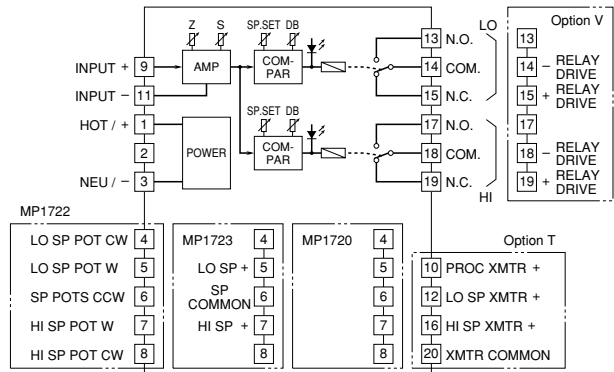 Z S SP.SET DB
LO
Option V
INPUT + 9
AMP
COM-
PAR
13 N.O.
14 COM.
15 N.C.
INPUT − 11
HOT / + 1
2
NEU / − 3
POWER
SP.SET DB
COM-
PAR
17 N.O.
18 COM.
19 N.C.
HI
13
14 − RELAY
DRIVE
15 + RELAY
DRIVE
17
18 − RELAY
DRIVE
19 + RELAY
DRIVE
MP1722
LO SP POT CW 4
LO SP POT W 5
SP POTS CCW 6
HI SP POT W 7
HI SP POT CW 8
MP1723 4
LO SP + 5
SP
COMMON 6
HI SP + 7
8
MP1720 4
5
6
7
8
Option T
10 PROC XMTR +
12 LO SP XMTR +
16 HI SP XMTR +
20 XMTR COMMON